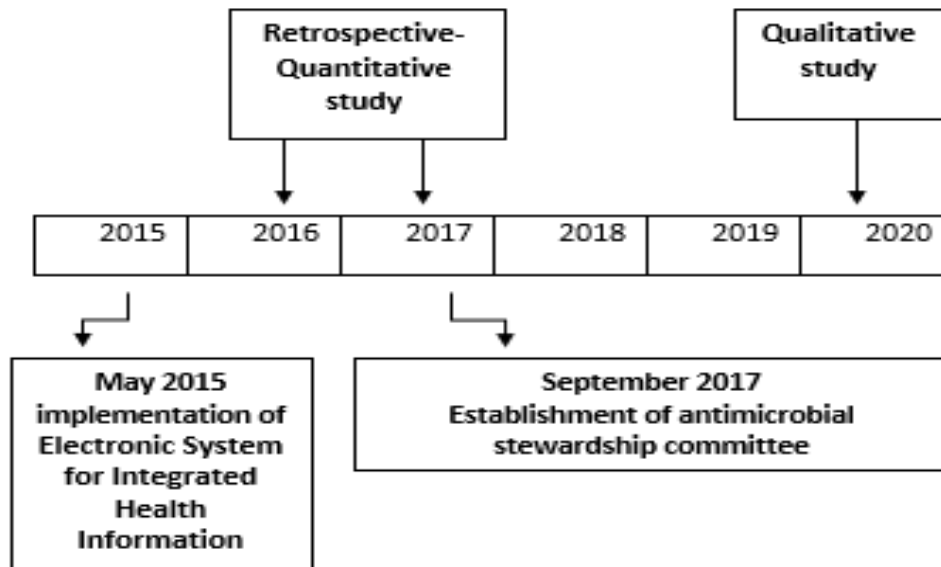 Retrospective-
Quantitative
study
Qualitative
study
2015 2016 2017 2018 2019 2020
May 2015
implementation of
Electronic System
for Integrated
Health
Information
September 2017
Establishment of antimicrobial
stewardship committee